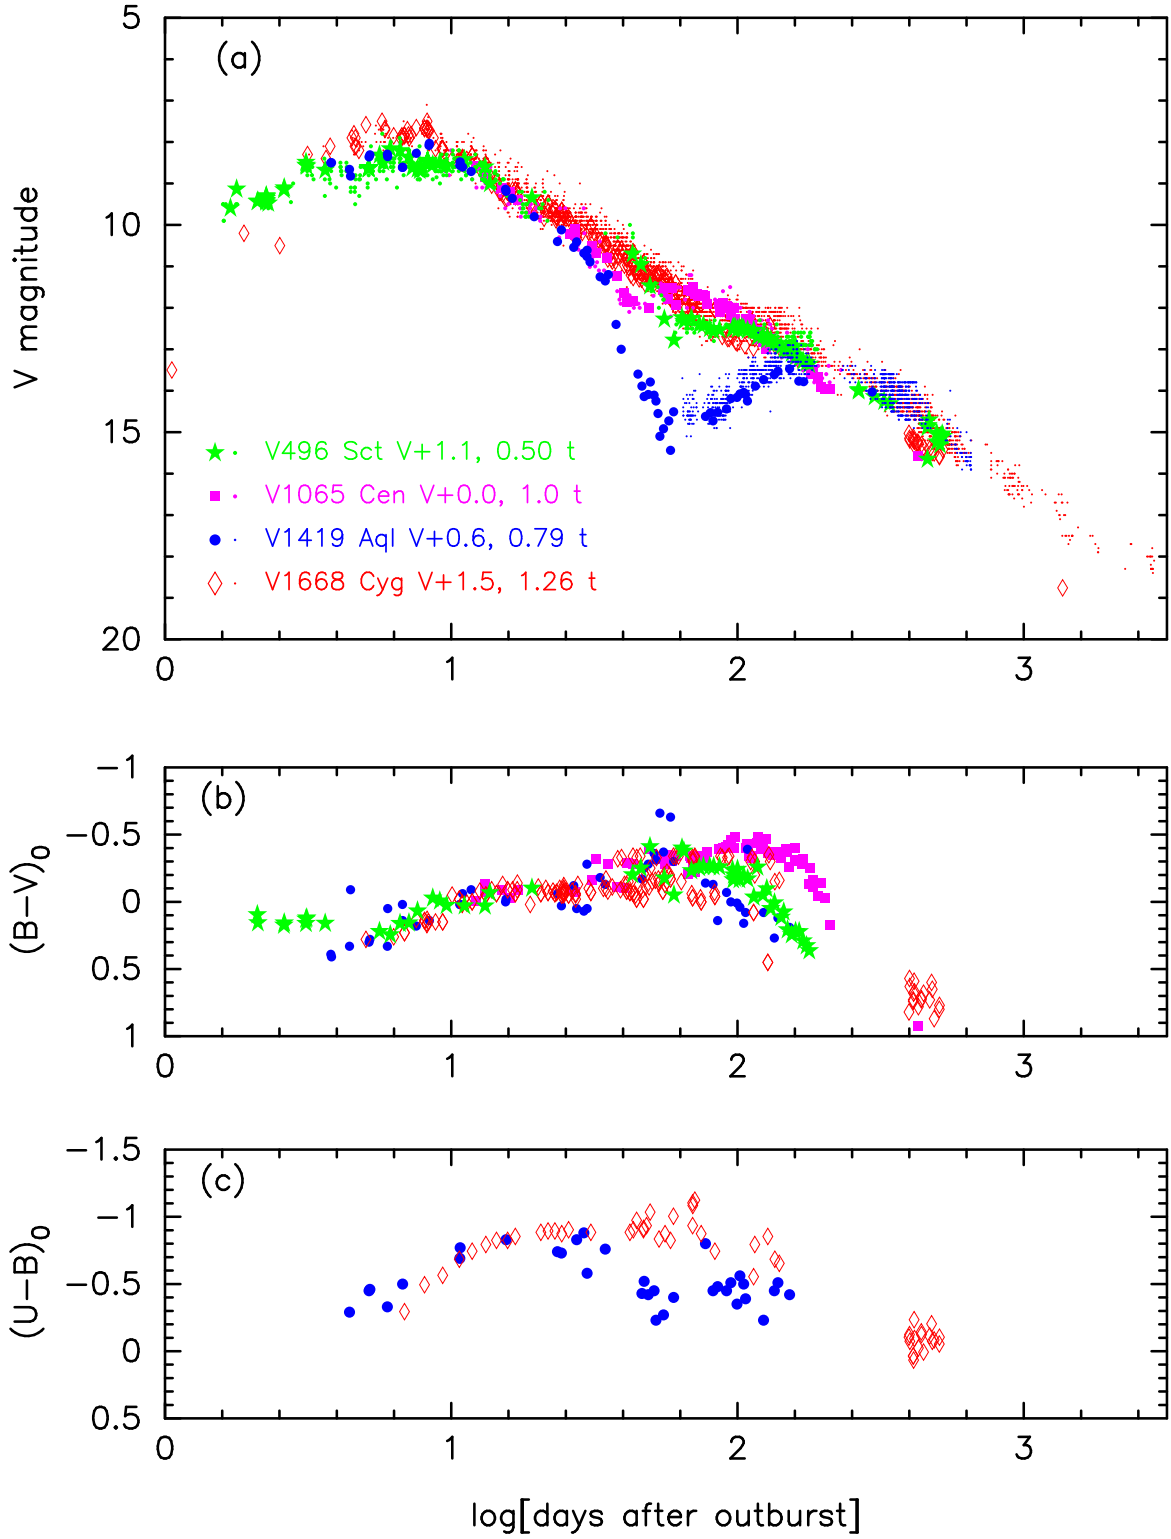 5
(a)
10
V magnitude
15
V496 Sct V+1.1, 0.50 t
V1065 Cen V+0.0, 1.0 t
V1419 Aql V+0.6, 0.79 t
V1668 Cyg V+1.5, 1.26 t
20
0 1 2 3
-1
(b)
-0.5
(B-V)0
0
0.5
1
0 1 2 3
-1.5
(c)
-1
-0.5
(U-B)0
0
0.5
0 1 2 3
log[days after outburst]